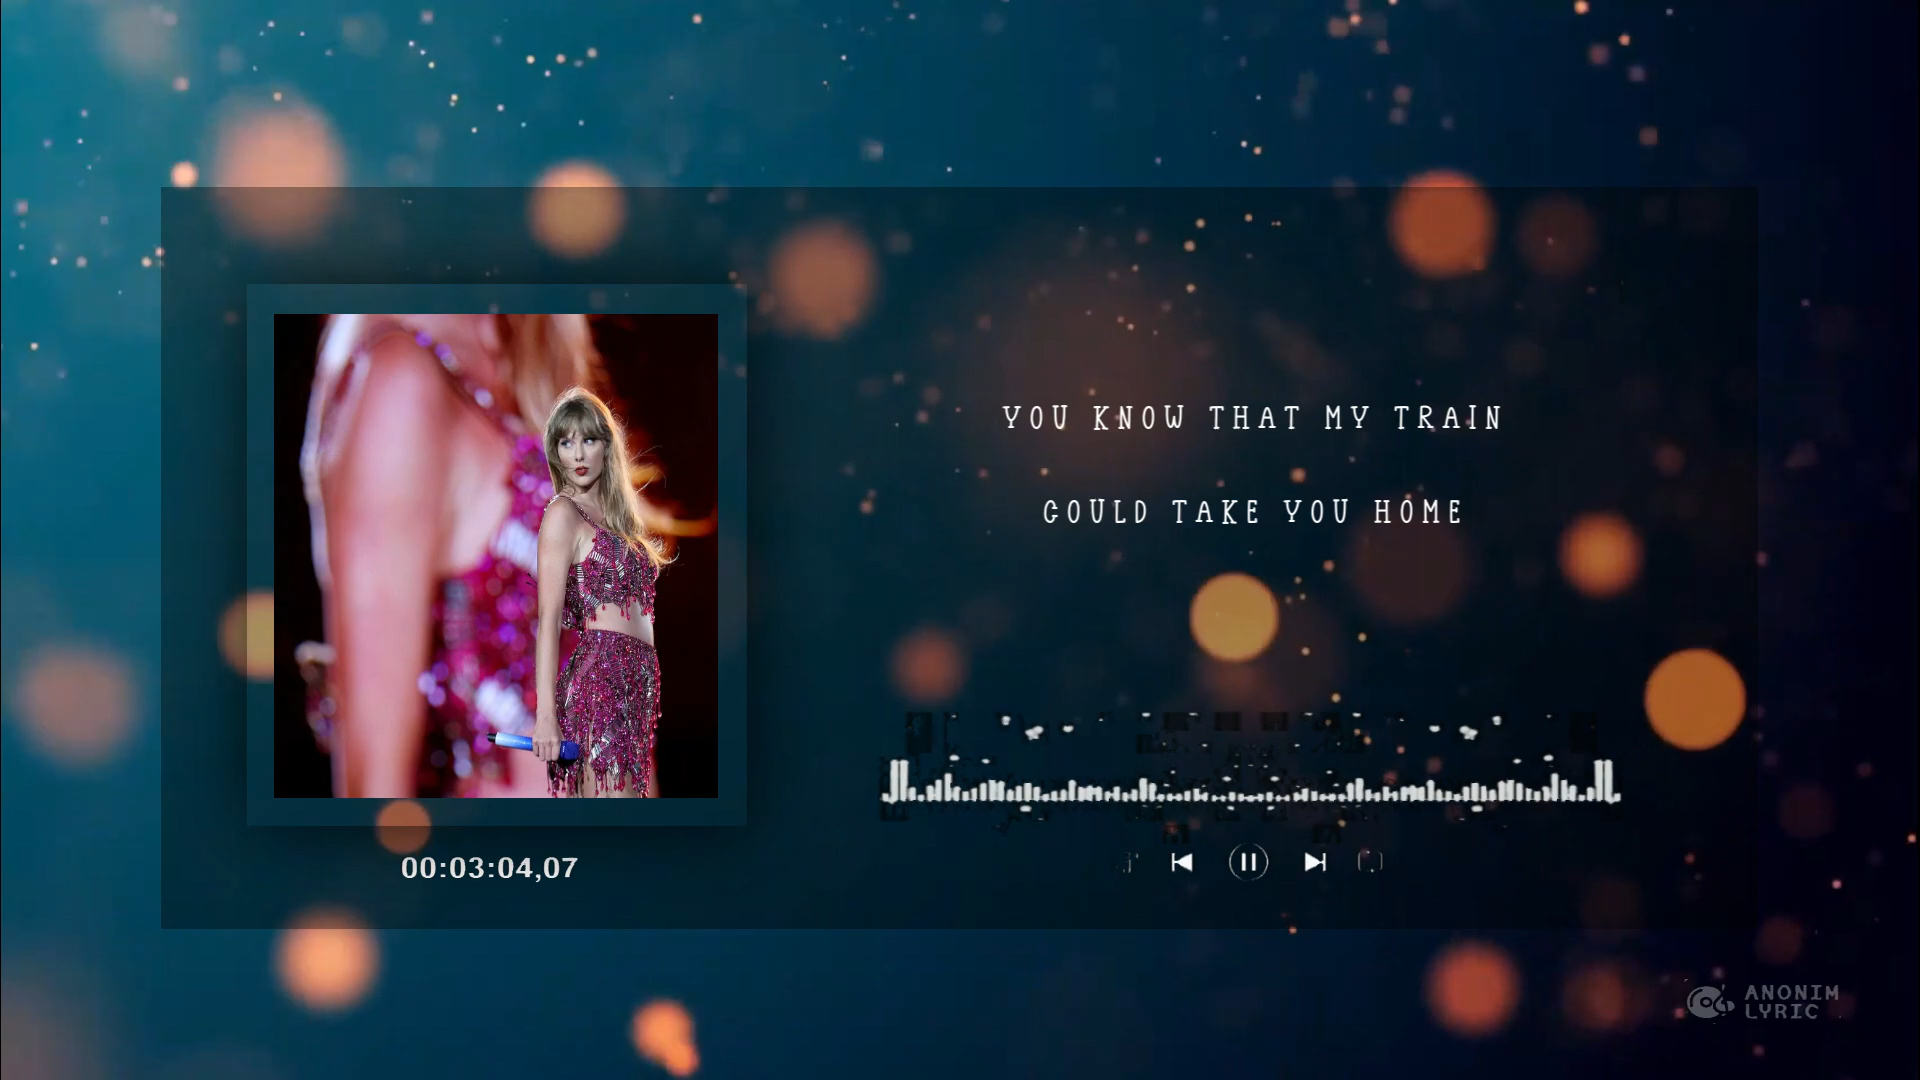 YOU KNOW THAT MY TRAIN
COULD TAKE YOU HOME
00:03:04,07
ANONIM
LYRIC